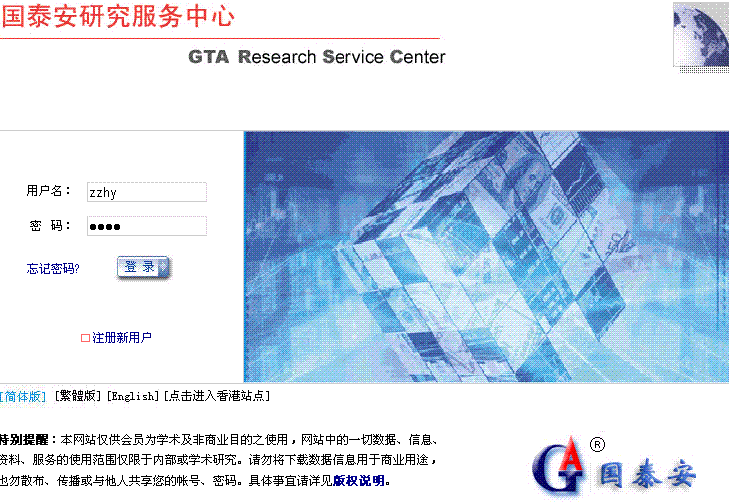 国泰安研究服务中心
GTA Research Service Center
用户名： zzhy
密 码： ●●●●
忘记密码? 登 录
注册新用户
[简体版] [繁體版] [English] [点击进入香港站点]
特别提醒：本网站仅供会员为学术及非商业目的之使用，网站中的一切数据、信息、
资料、服务的使用范围仅限于内部或学术研究。请勿将下载数据信息用于商业用途，
也勿散布、传播或与他人共享您的帐号、密码。具体事宜请详见版权说明。
GTA ® 国泰安